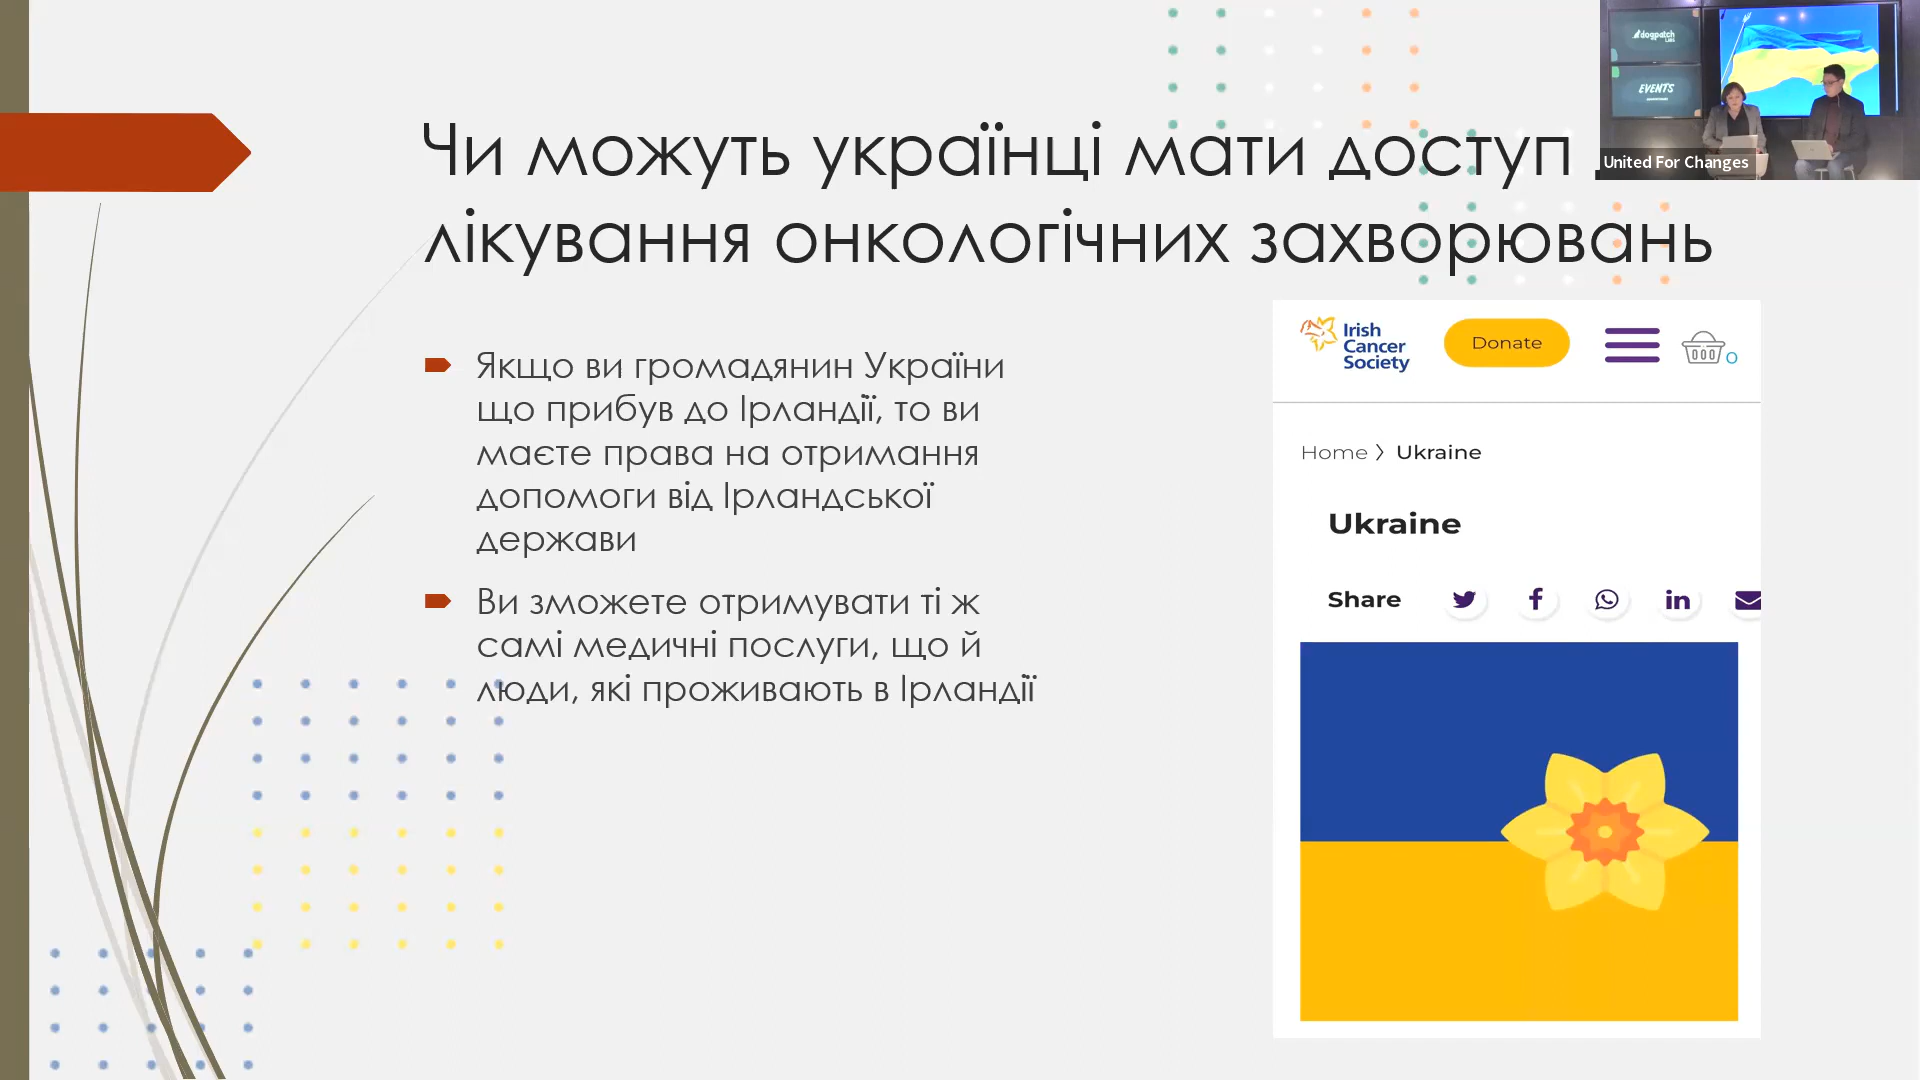 Чи можуть українці мати доступ
лікування онкологічних захворювань
Якщо ви громадянин України
що прибув до Ірландії, то ви
маєте права на отримання
допомоги від Ірландської
держави
Ви зможете отримувати ті ж
самі медичні послуги, що й
люди, які проживають в Ірландії
Irish
Cancer
Society
Donate
0
Home > Ukraine
Ukraine
Share
dogpatch
LABS
EVENTS
United For Changes